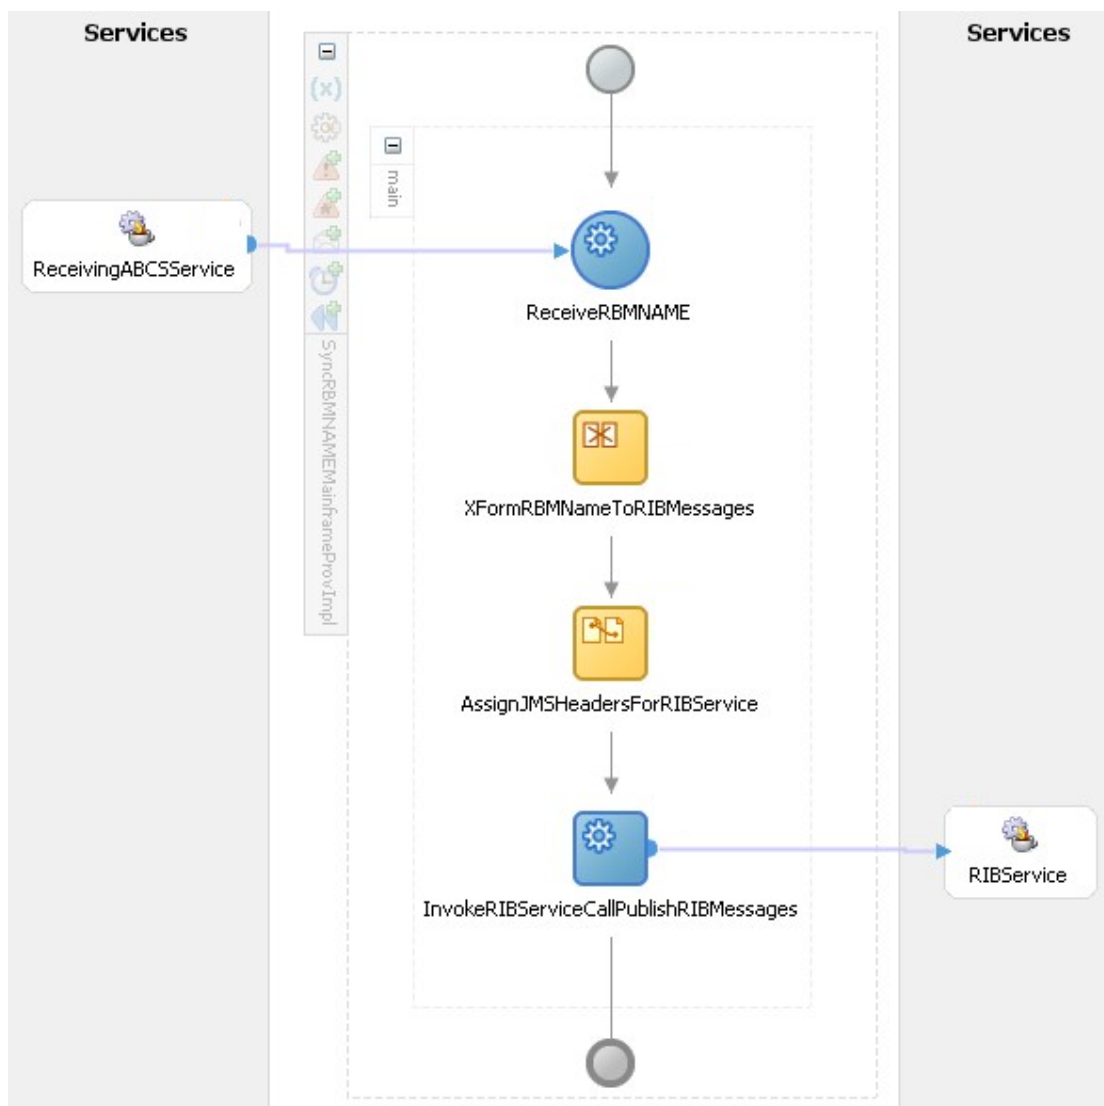 Services
Services
(x)
main
ReceivingABCSService
ReceiveRBMNAME
SyncRBMNAMEMainframeProvImpl
XFormRBMNameToRIBMessages
AssignJMSHeadersForRIBService
RIBService
InvokeRIBServiceCallPublishRIBMessages